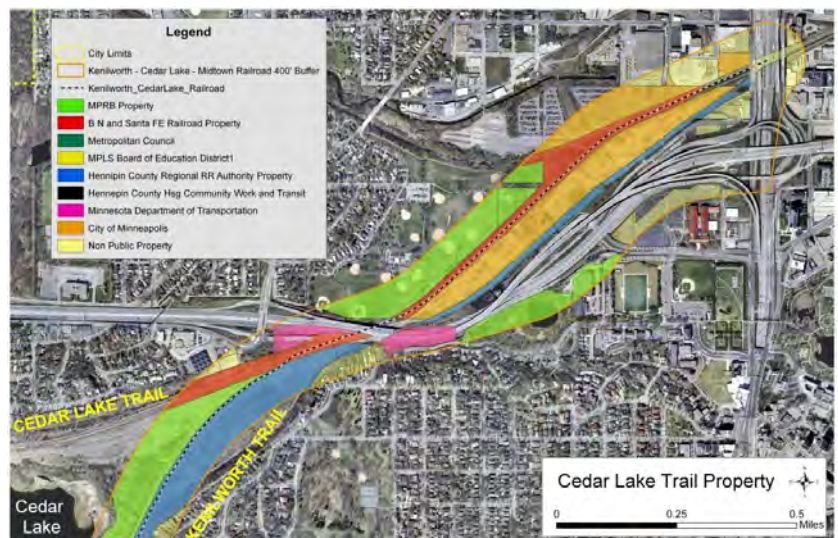 Legend
City Limits
Kenilworth - Cedar Lake - Midtown Railroad 400' Buffer
Kenilworth_CedarLake_Railroad
MPRB Property
B N and Santa FE Railroad Property
Metropolitan Council
MPLS Board of Education District1
Hennipin County Regional RR Authority Property
Hennepin County Hsg Community Work and Transit
Minnesota Department of Transportation
City of Minneapolis
Non Public Property
CEDAR LAKE TRAIL
KENILWORTH TRAIL
Cedar
Lake
Cedar Lake Trail Property
0 0.25 0.5
Miles